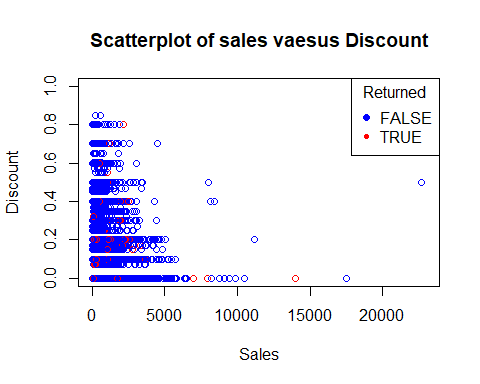 Scatterplot of sales vaesus Discount
Returned
FALSE
TRUE
1.0
0.8
0.6
0.4
0.2
0.0
Discount
0 5000 10000 15000 20000
Sales